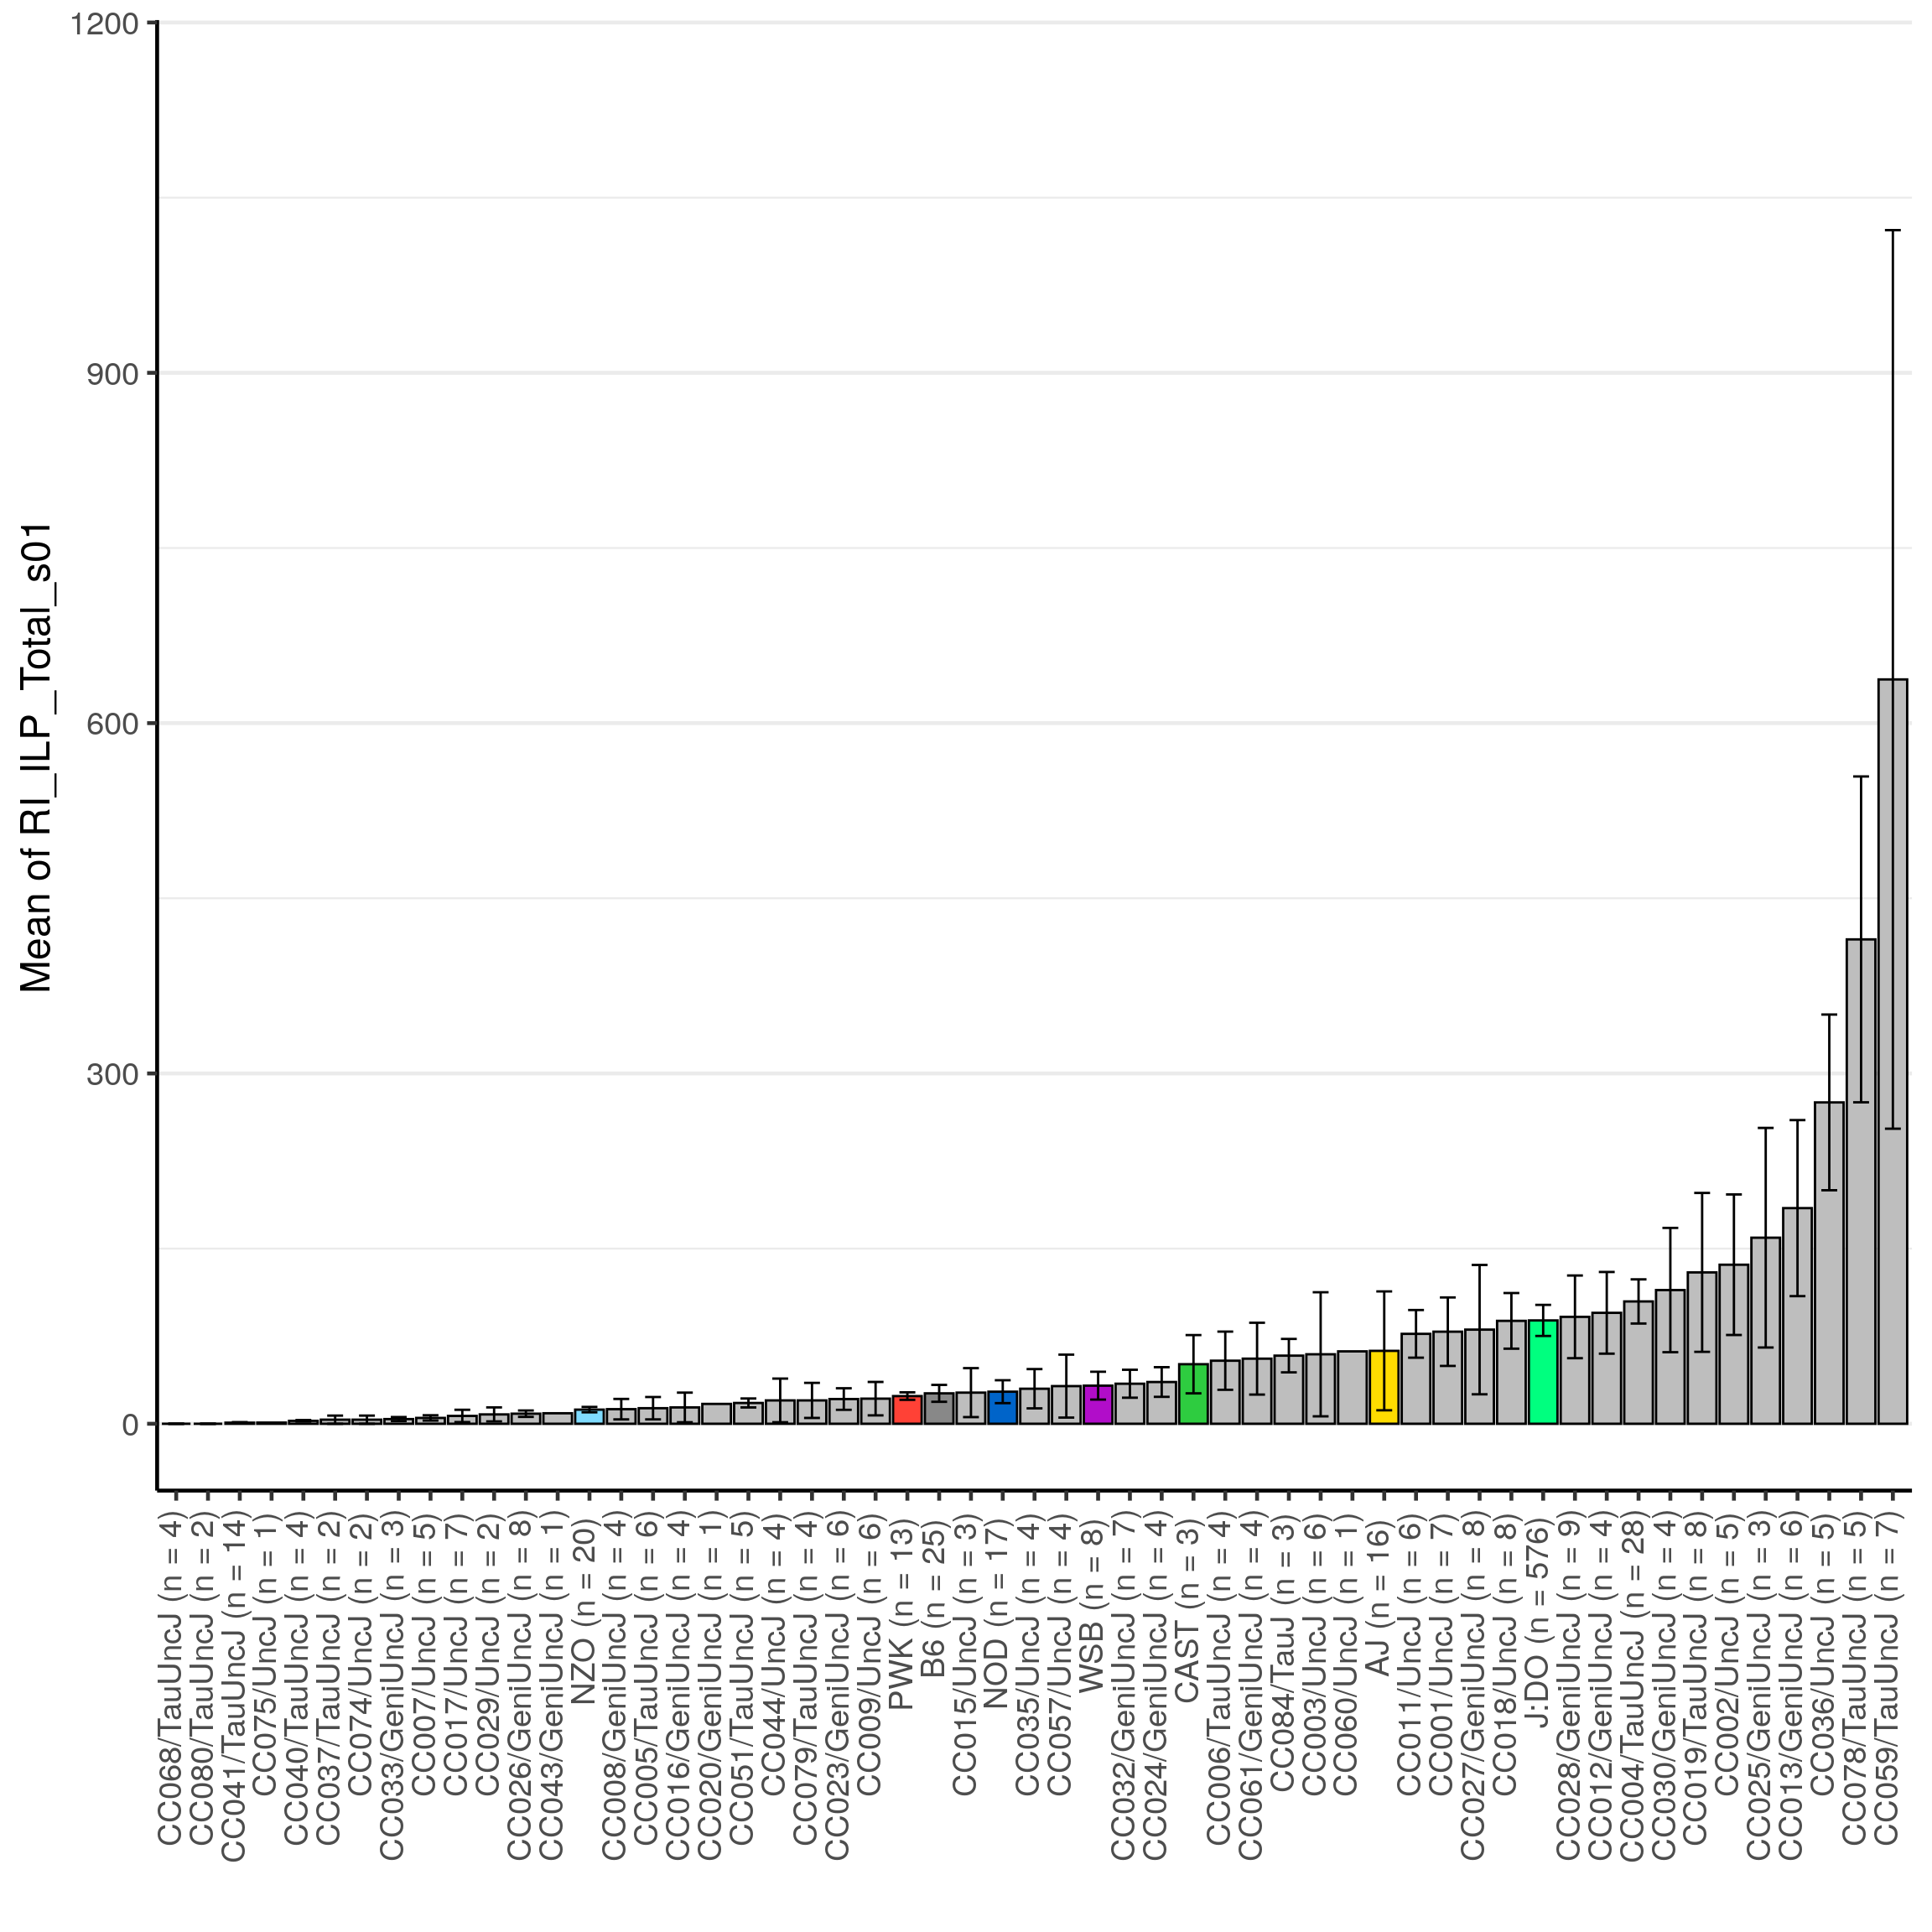 Mean of RI_ILP_Total_s01
1200
900
600
300
0
CC068/TauUncJ (n = 4)
CC080/TauUncJ (n = 2)
CC041/TauUncJ (n = 14)
CC075/UncJ (n = 1)
CC040/TauUncJ (n = 4)
CC037/TauUncJ (n = 2)
CC074/UncJ (n = 2)
CC033/GeniUncJ (n = 3)
CC007/UncJ (n = 5)
CC017/UncJ (n = 7)
CC029/UncJ (n = 2)
CC026/GeniUncJ (n = 8)
CC043/GeniUncJ (n = 1)
NZO (n = 20)
CC008/GeniUncJ (n = 4)
CC005/TauUncJ (n = 6)
CC016/GeniUncJ (n = 4)
CC020/GeniUncJ (n = 1)
CC051/TauUncJ (n = 5)
CC044/UncJ (n = 4)
CC079/TauUncJ (n = 4)
CC023/GeniUncJ (n = 6)
CC009/UncJ (n = 6)
PWK (n = 13)
B6 (n = 25)
CC015/UncJ (n = 3)
NOD (n = 17)
CC035/UncJ (n = 4)
CC057/UncJ (n = 4)
WSB (n = 8)
CC032/GeniUncJ (n = 7)
CC024/GeniUncJ (n = 4)
CAST (n = 3)
CC006/TauUncJ (n = 4)
CC061/GeniUncJ (n = 4)
CC084/TauJ (n = 3)
CC003/UncJ (n = 6)
CC060/UncJ (n = 1)
AJ (n = 16)
CC011/UncJ (n = 6)
CC001/UncJ (n = 7)
CC027/GeniUncJ (n = 8)
CC018/UncJ (n = 8)
J:DO (n = 576)
CC028/GeniUncJ (n = 9)
CC012/GeniUncJ (n = 4)
CC004/TauUncJ (n = 28)
CC030/GeniUncJ (n = 4)
CC019/TauUncJ (n = 8)
CC002/UncJ (n = 5)
CC025/GeniUncJ (n = 3)
CC013/GeniUncJ (n = 6)
CC036/UncJ (n = 5)
CC078/TauUncJ (n = 5)
CC059/TauUncJ (n = 7)